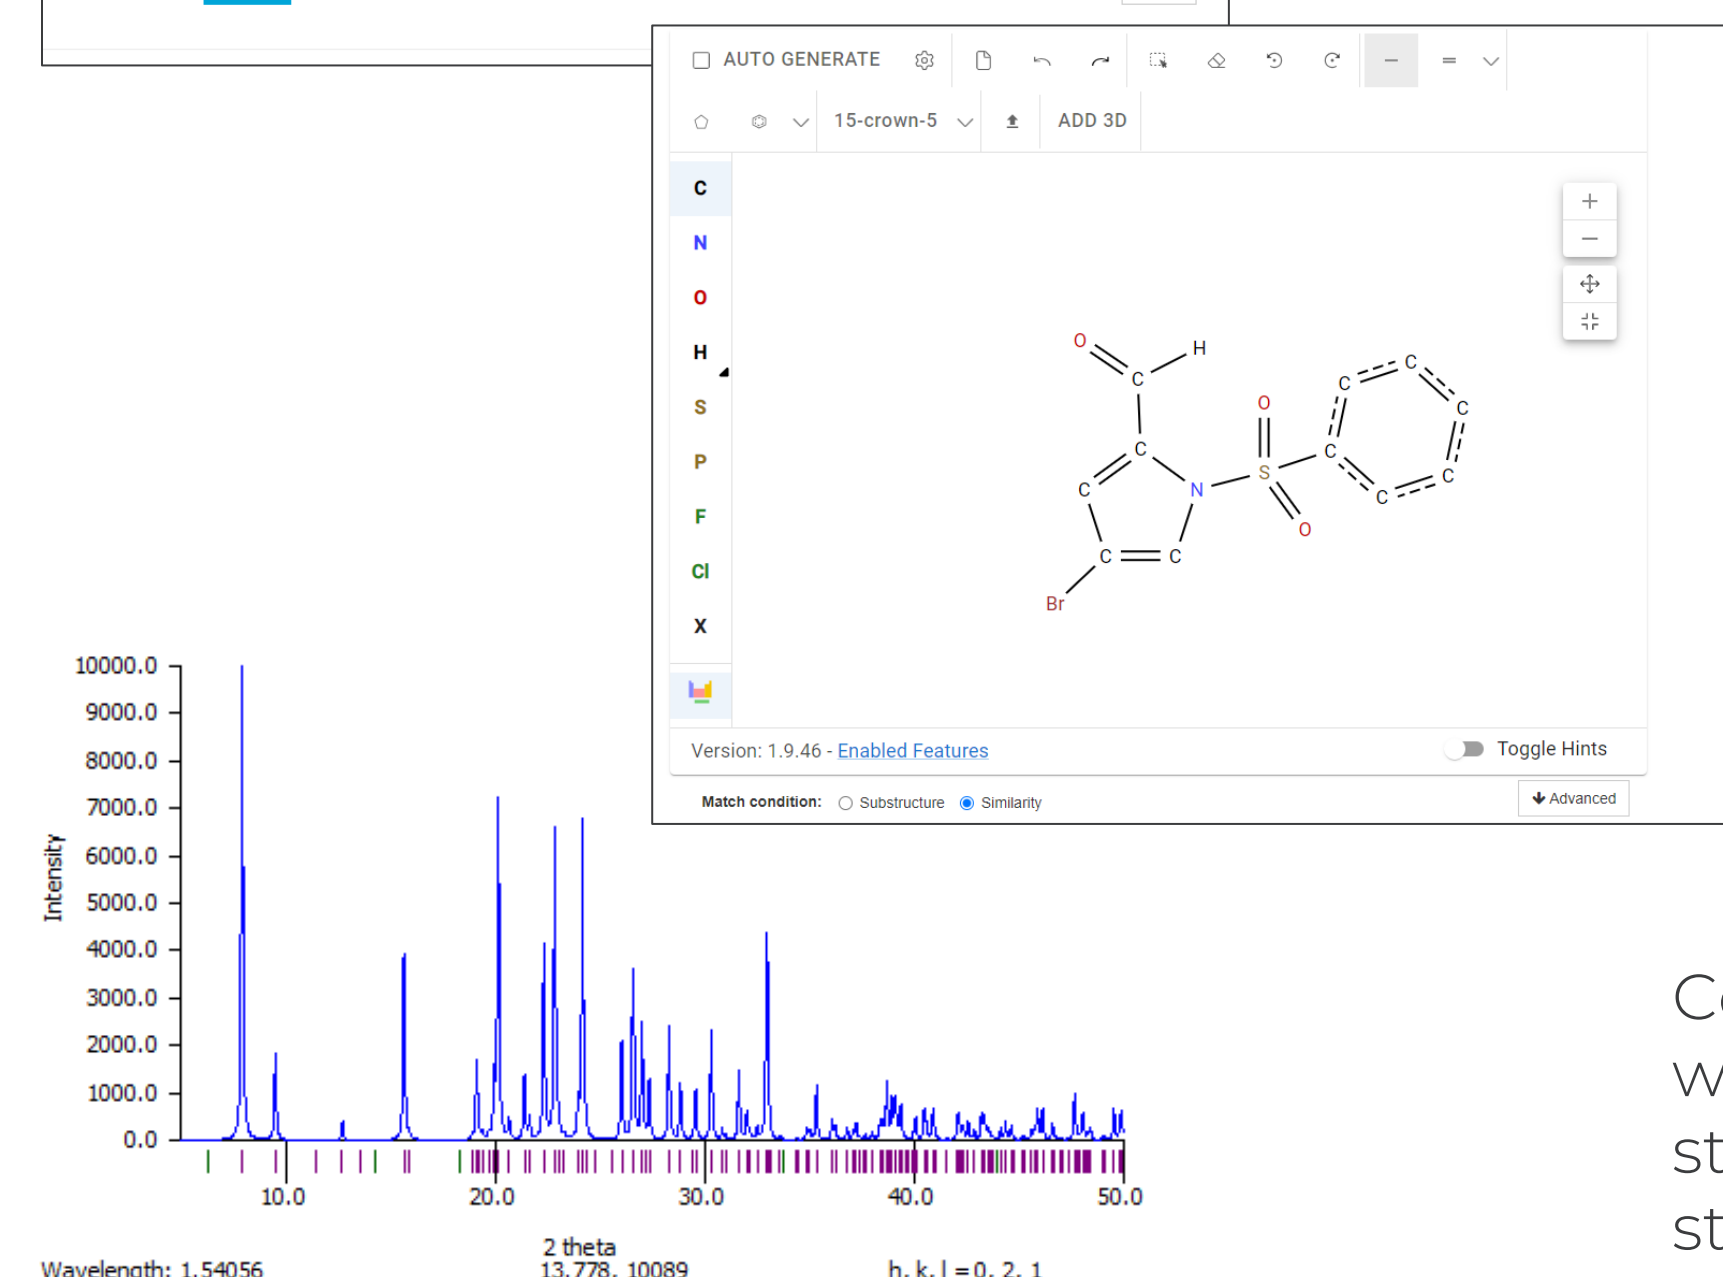 AUTO GENERATE
15-crown-5
ADD 3D
C
N
O
H
S
P
F
Cl
X
O
H
C
C
C
C
C
N
Br
O
S
O
C
C
C
C
C
C
Version: 1.9.46 - Enabled Features
Toggle Hints
Match condition: Substructure Similarity
Advanced
10000.0
9000.0
8000.0
7000.0
6000.0
5000.0
4000.0
3000.0
2000.0
1000.0
0.0
Intensity
10.0 20.0 30.0 40.0 50.0
2 theta
Wavelength: 1.54056 13.778, 10089 h, k, l = 0, 2, 1
st
st